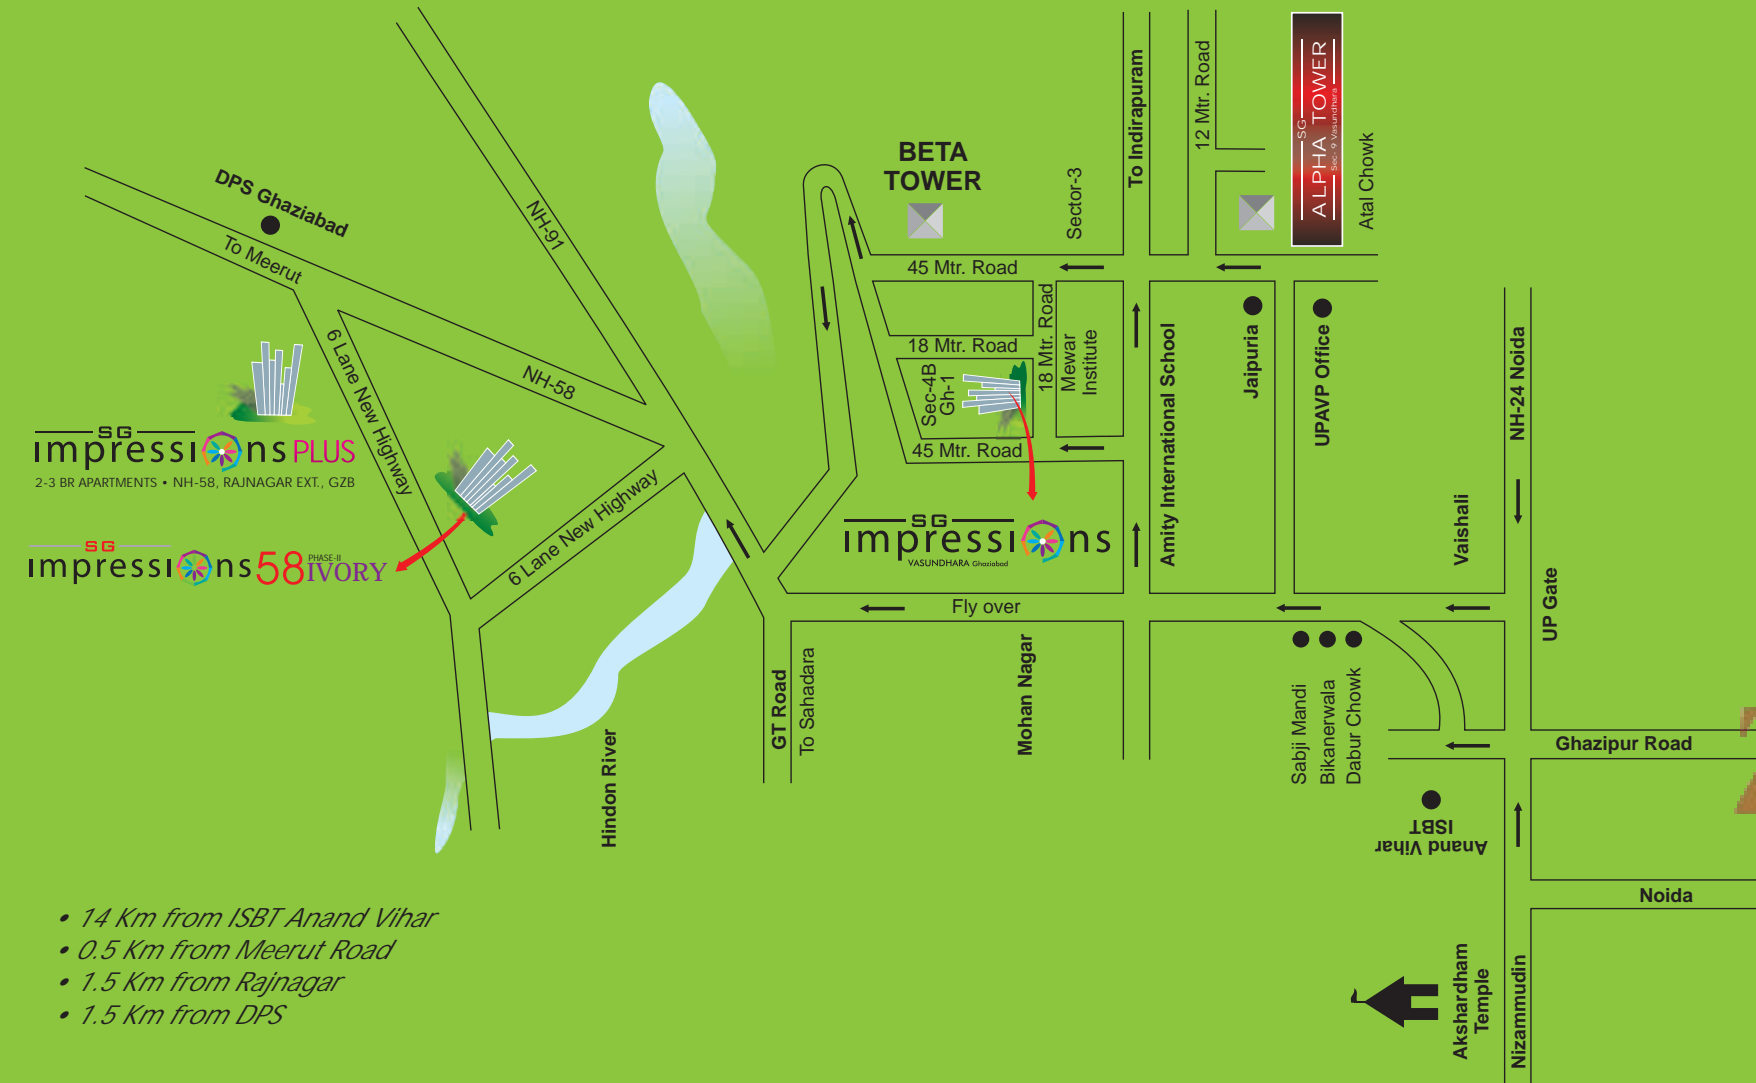 DPS Ghaziabad
To Meerut
NH-91
6 Lane New Highway
NH-58
6 Lane New Highway
SG
impressions PLUS
2-3 BR APARTMENTS • NH-58, RAJNAGAR EXT., GZB
SG
impressions 58 PHASE-II
IVORY
BETA
TOWER
Sector-3
To Indirapuram
12 Mtr. Road
SG
ALPHA TOWER
Sec- 9 Vasundhara
Atal Chowk
45 Mtr. Road
18 Mtr. Road
18 Mtr. Road
Mewar
Institute
Sec-4B
Gh-1
45 Mtr. Road
SG
impressions
VASUNDHARA Ghaziabad
Amity International School
Jaipuria
UPAVP Office
NH-24 Noida
Vaishali
UP Gate
Fly over
GT Road
To Sahadara
Mohan Nagar
Sabji Mandi
Bikanerwala
Dabur Chowk
Hindon River
Ghazipur Road
Anand Vihar
ISBT
Noida
Akshardham
Temple
Nizammudin
• 14 Km from ISBT Anand Vihar
• 0.5 Km from Meerut Road
• 1.5 Km from Rajnagar
• 1.5 Km from DPS